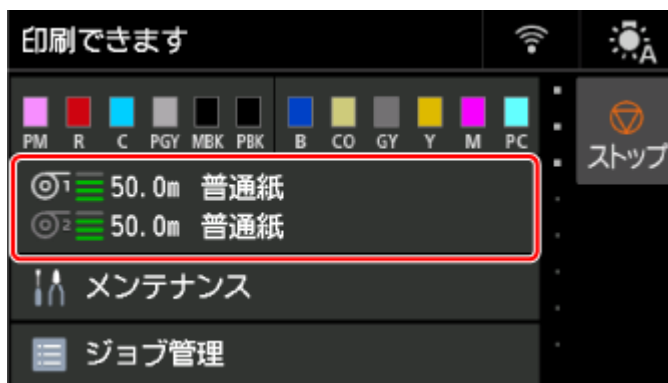 印刷できます
A
PM R C PGY MBK PBK B CO GY Y M PC
ストップ
1 50.0m 普通紙
2 50.0m 普通紙
メンテナンス
ジョブ管理